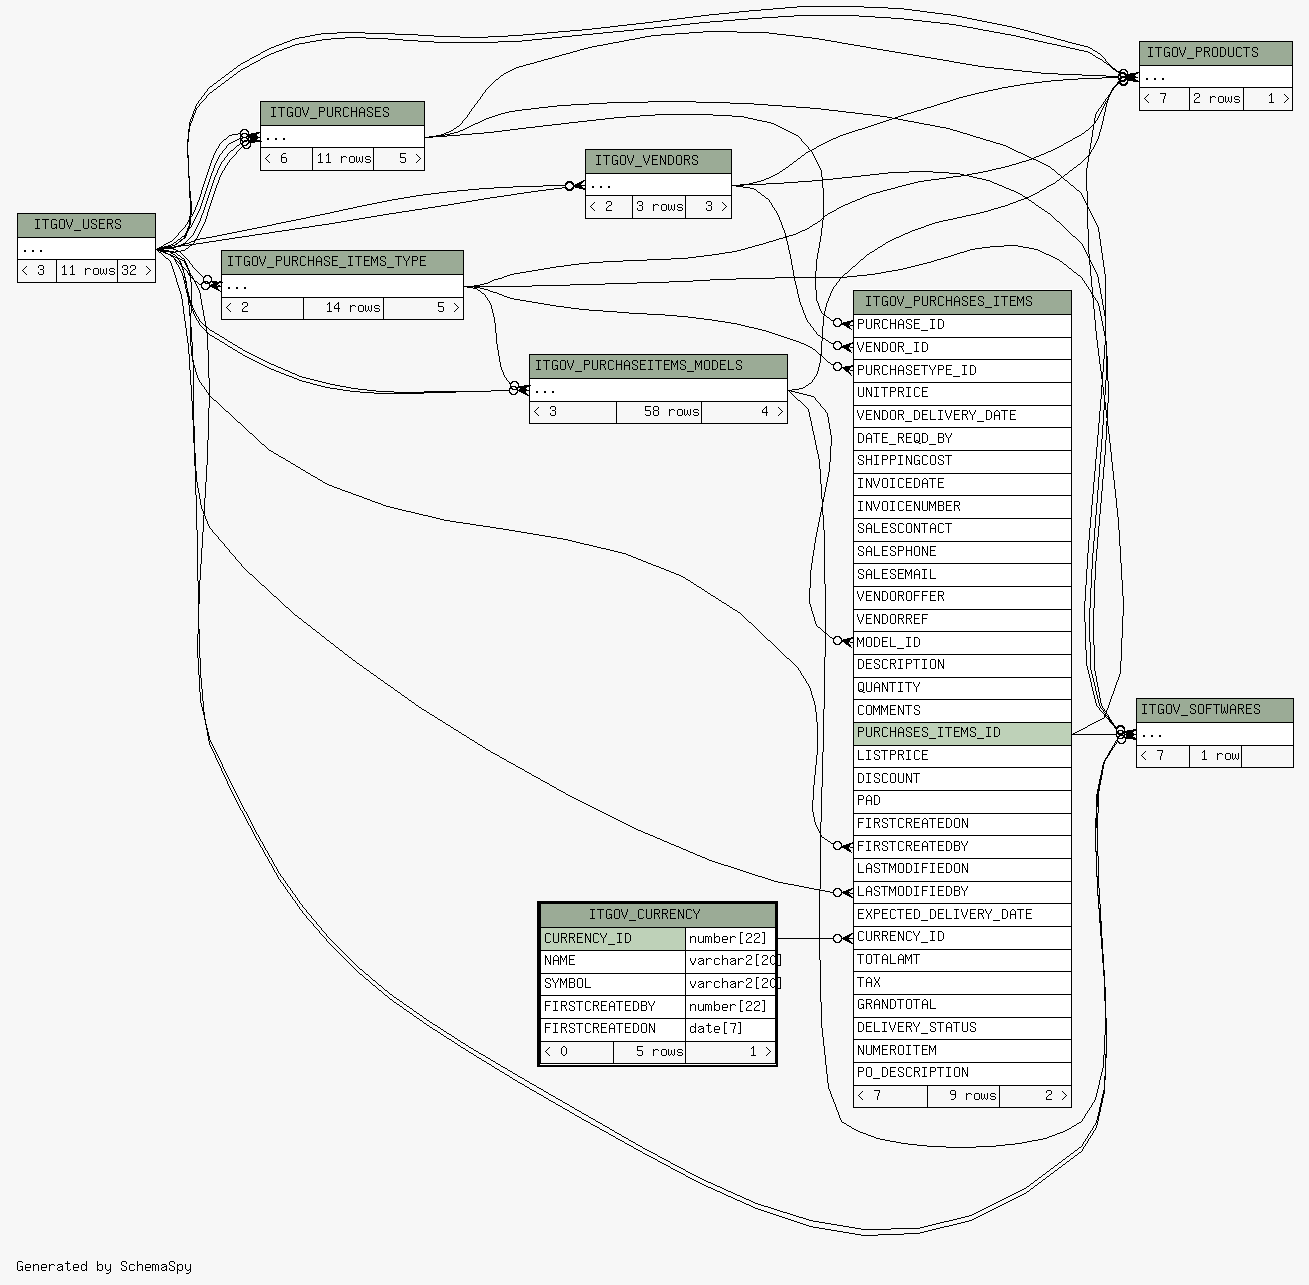 ITGOV_PRODUCTS
...
< 7 2 rows 1 >
ITGOV_PURCHASES
...
< 6 11 rows 5 >
ITGOV_VENDORS
...
< 2 3 rows 3 >
ITGOV_USERS
...
< 3 11 rows 32 >
ITGOV_PURCHASE_ITEMS_TYPE
...
< 2 14 rows 5 >
ITGOV_PURCHASEITEMS_MODELS
...
< 3 58 rows 4 >
ITGOV_PURCHASES_ITEMS
PURCHASE_ID
VENDOR_ID
PURCHASETYPE_ID
UNITPRICE
VENDOR_DELIVERY_DATE
DATE_REQD_BY
SHIPPINGCOST
INVOICEDATE
INVOICENUMBER
SALESCONTACT
SALESPHONE
SALESEMAIL
VENDOROFFER
VENDORREF
MODEL_ID
DESCRIPTION
QUANTITY
COMMENTS
PURCHASES_ITEMS_ID
LISTPRICE
DISCOUNT
PAD
FIRSTCREATEDON
FIRSTCREATEDBY
LASTMODIFIEDON
LASTMODIFIEDBY
EXPECTED_DELIVERY_DATE
CURRENCY_ID
TOTALAMT
TAX
GRANDTOTAL
DELIVERY_STATUS
NUMEROITEM
PO_DESCRIPTION
< 7 9 rows 2 >
ITGOV_SOFTWARES
...
< 7 1 row
ITGOV_CURRENCY
CURRENCY_ID number[22]
NAME varchar2[20]
SYMBOL varchar2[20]
FIRSTCREATEDBY number[22]
FIRSTCREATEDON date[7]
< 0 5 rows 1 >
Generated by SchemaSpy